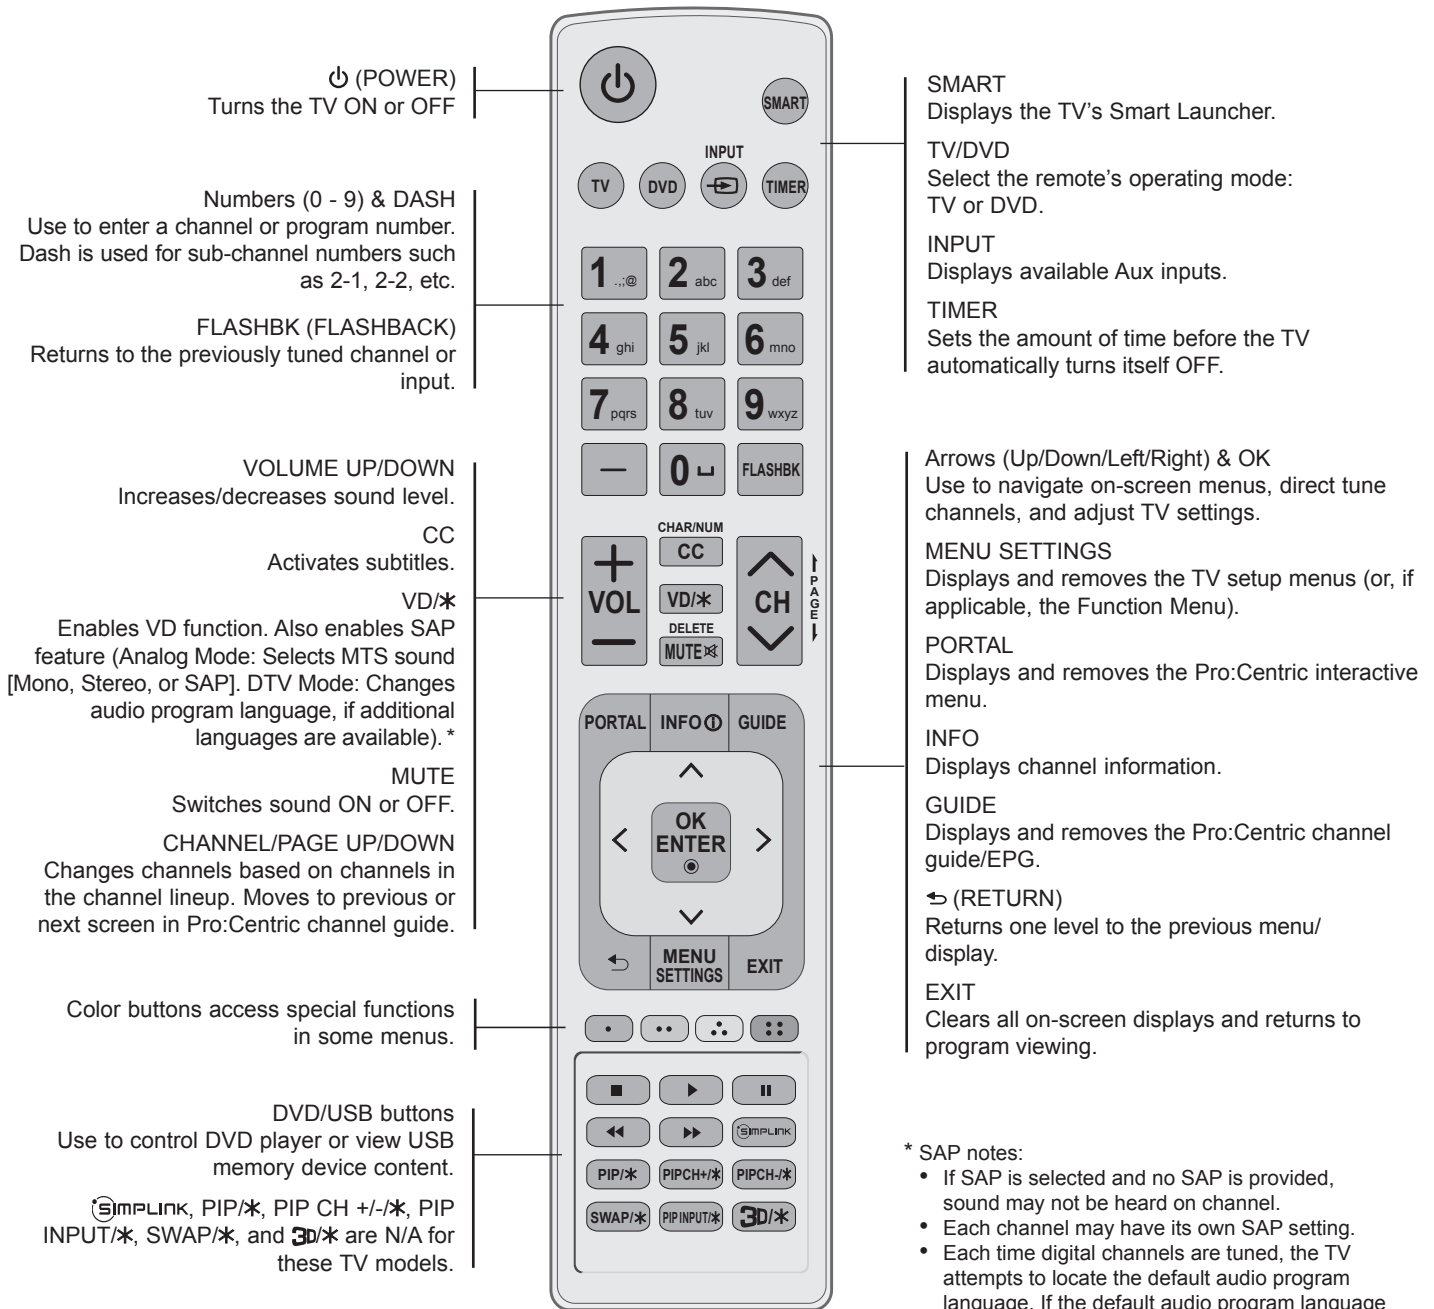 ⏻ (POWER)
Turns the TV ON or OFF
Numbers (0 - 9) & DASH
Use to enter a channel or program number.
Dash is used for sub-channel numbers such
as 2-1, 2-2, etc.
FLASHBK (FLASHBACK)
Returns to the previously tuned channel or
input.
VOLUME UP/DOWN
Increases/decreases sound level.
CC
Activates subtitles.
VD/*
Enables VD function. Also enables SAP
feature (Analog Mode: Selects MTS sound
[Mono, Stereo, or SAP]. DTV Mode: Changes
audio program language, if additional
languages are available). *
MUTE
Switches sound ON or OFF.
CHANNEL/PAGE UP/DOWN
Changes channels based on channels in
the channel lineup. Moves to previous or
next screen in Pro:Centric channel guide.
Color buttons access special functions
in some menus.
DVD/USB buttons
Use to control DVD player or view USB
memory device content.
SIMPLINK, PIP/*, PIP CH +/-/*, PIP
INPUT/*, SWAP/*, and 3D/* are N/A for
these TV models.
SMART
INPUT
TV DVD TIMER
1 .,;@ 2 abc 3 def
4 ghi 5 jkl 6 mno
7 pqrs 8 tuv 9 wxyz
— 0 ␣ FLASHBK
CHAR/NUM
CC
+ VOL —
VD/*
CH
PAGE
DELETE
MUTE
PORTAL INFO GUIDE
OK
ENTER
MENU
SETTINGS
EXIT
SIMPLINK
PIP/* PIPCH+/* PIPCH-/*
SWAP/* PIP INPUT/* 3D/*
SMART
Displays the TV's Smart Launcher.
TV/DVD
Select the remote's operating mode:
TV or DVD.
INPUT
Displays available Aux inputs.
TIMER
Sets the amount of time before the TV
automatically turns itself OFF.
Arrows (Up/Down/Left/Right) & OK
Use to navigate on-screen menus, direct tune
channels, and adjust TV settings.
MENU SETTINGS
Displays and removes the TV setup menus (or, if
applicable, the Function Menu).
PORTAL
Displays and removes the Pro:Centric interactive
menu.
INFO
Displays channel information.
GUIDE
Displays and removes the Pro:Centric channel
guide/EPG.
⮌ (RETURN)
Returns one level to the previous menu/
display.
EXIT
Clears all on-screen displays and returns to
program viewing.
* SAP notes:
• If SAP is selected and no SAP is provided,
sound may not be heard on channel.
• Each channel may have its own SAP setting.
• Each time digital channels are tuned, the TV
attempts to locate the default audio program
language. If the default audio program language